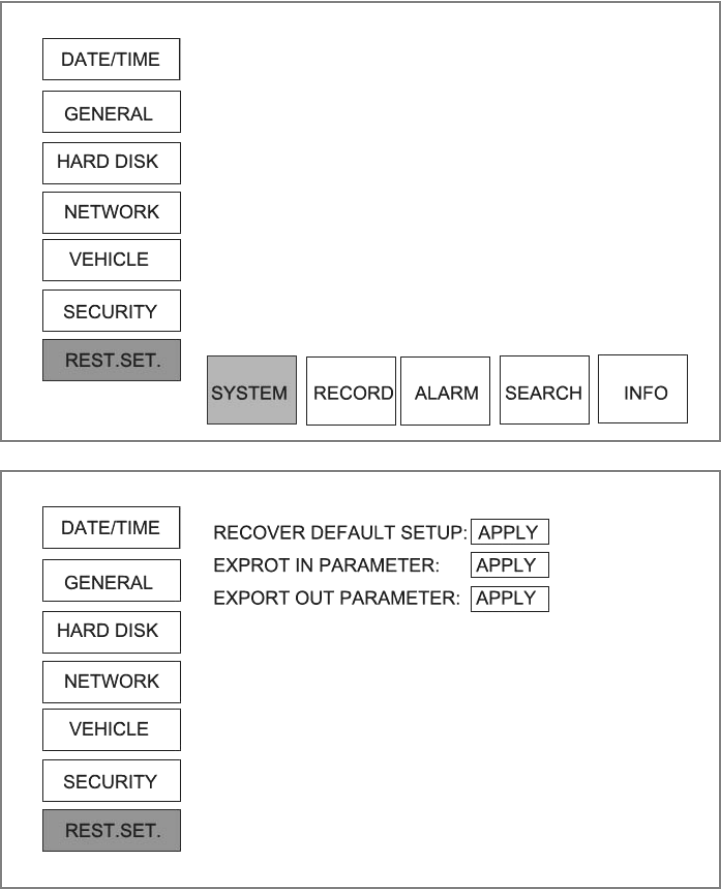 DATE/TIME
GENERAL
HARD DISK
NETWORK
VEHICLE
SECURITY
REST.SET.
SYSTEM RECORD ALARM SEARCH INFO
DATE/TIME
GENERAL
HARD DISK
NETWORK
VEHICLE
SECURITY
REST.SET.
RECOVER DEFAULT SETUP: APPLY
EXPROT IN PARAMETER: APPLY
EXPORT OUT PARAMETER: APPLY